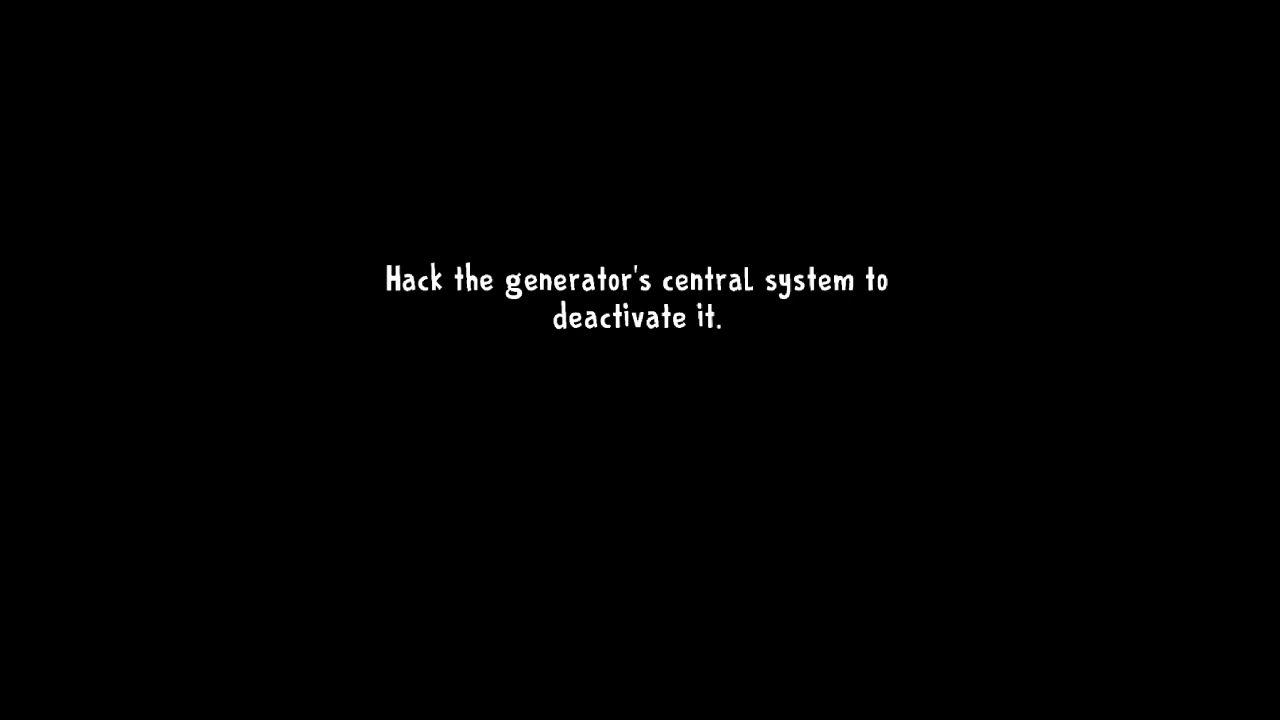 Hack the generator's central system to
deactivate it.